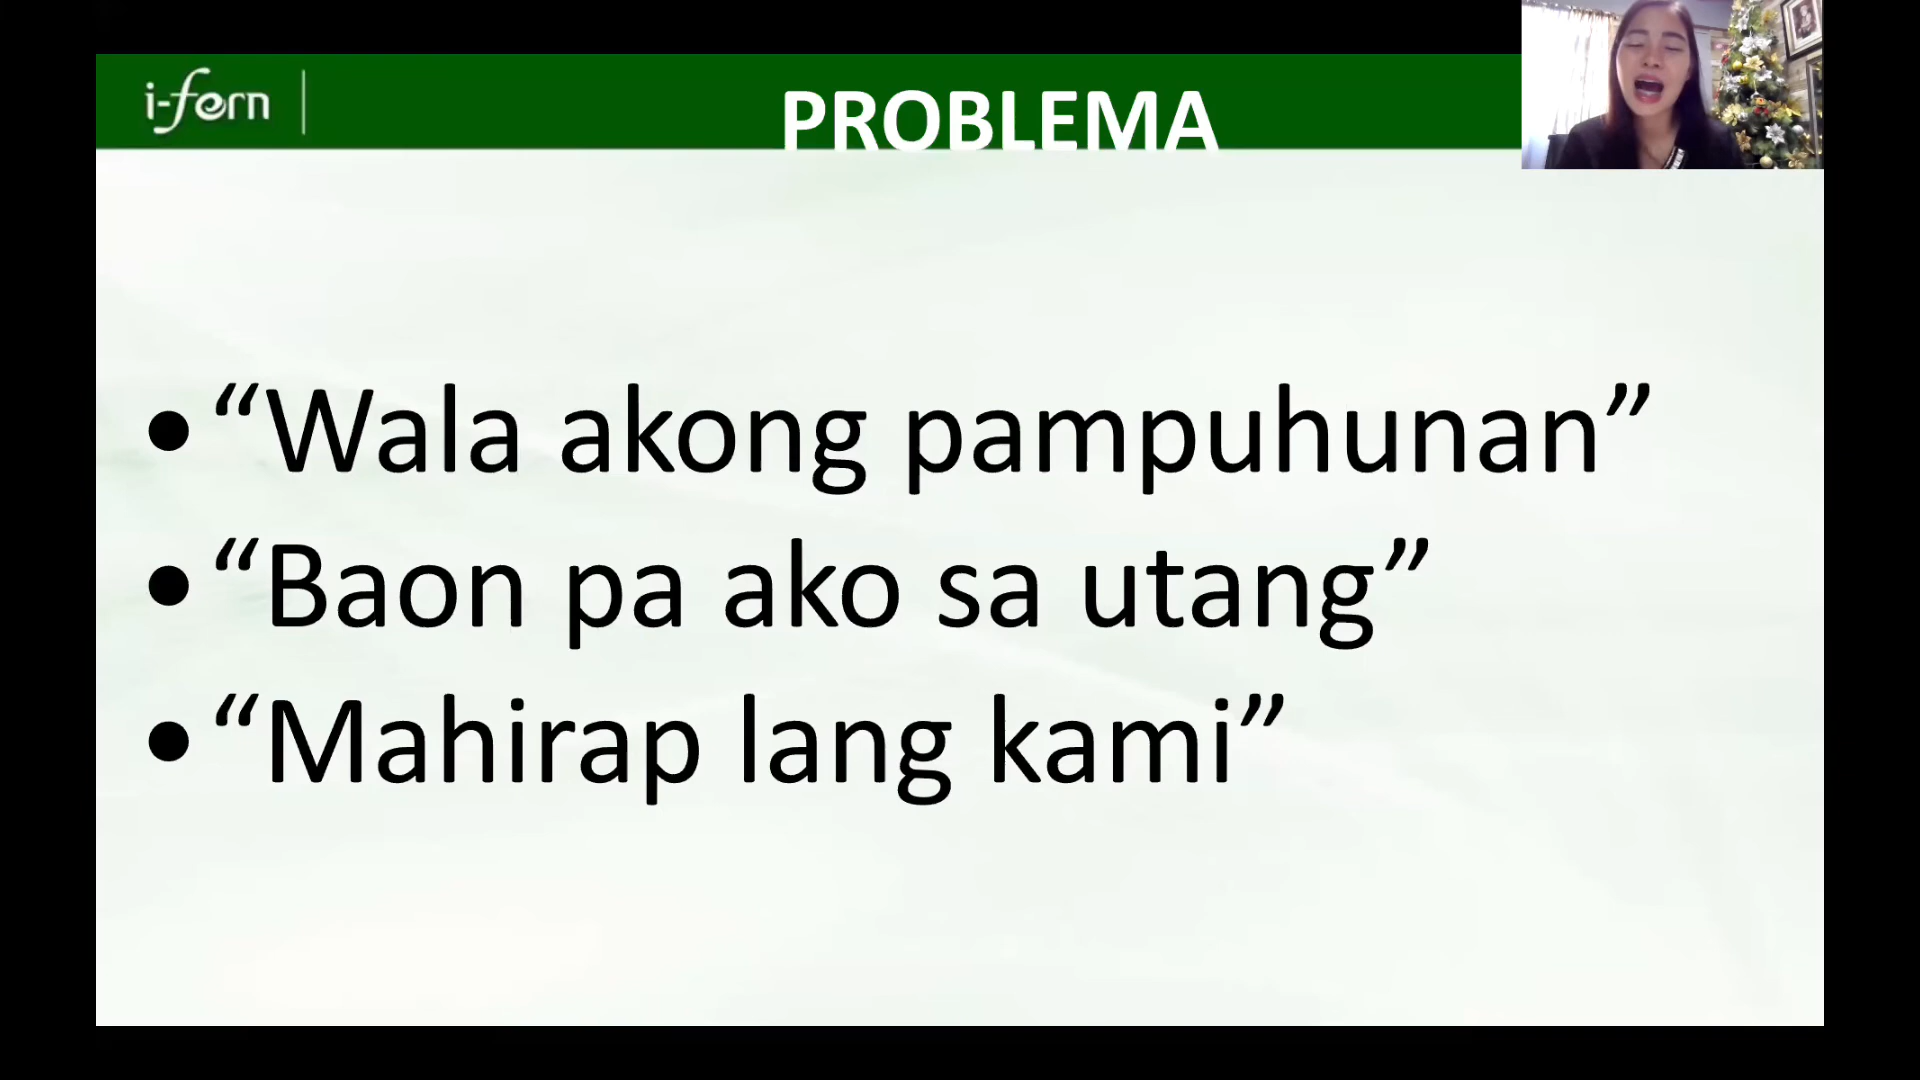 i-fern
PROBLEMA
• “Wala akong pampuhunan”
• “Baon pa ako sa utang”
• “Mahirap lang kami”